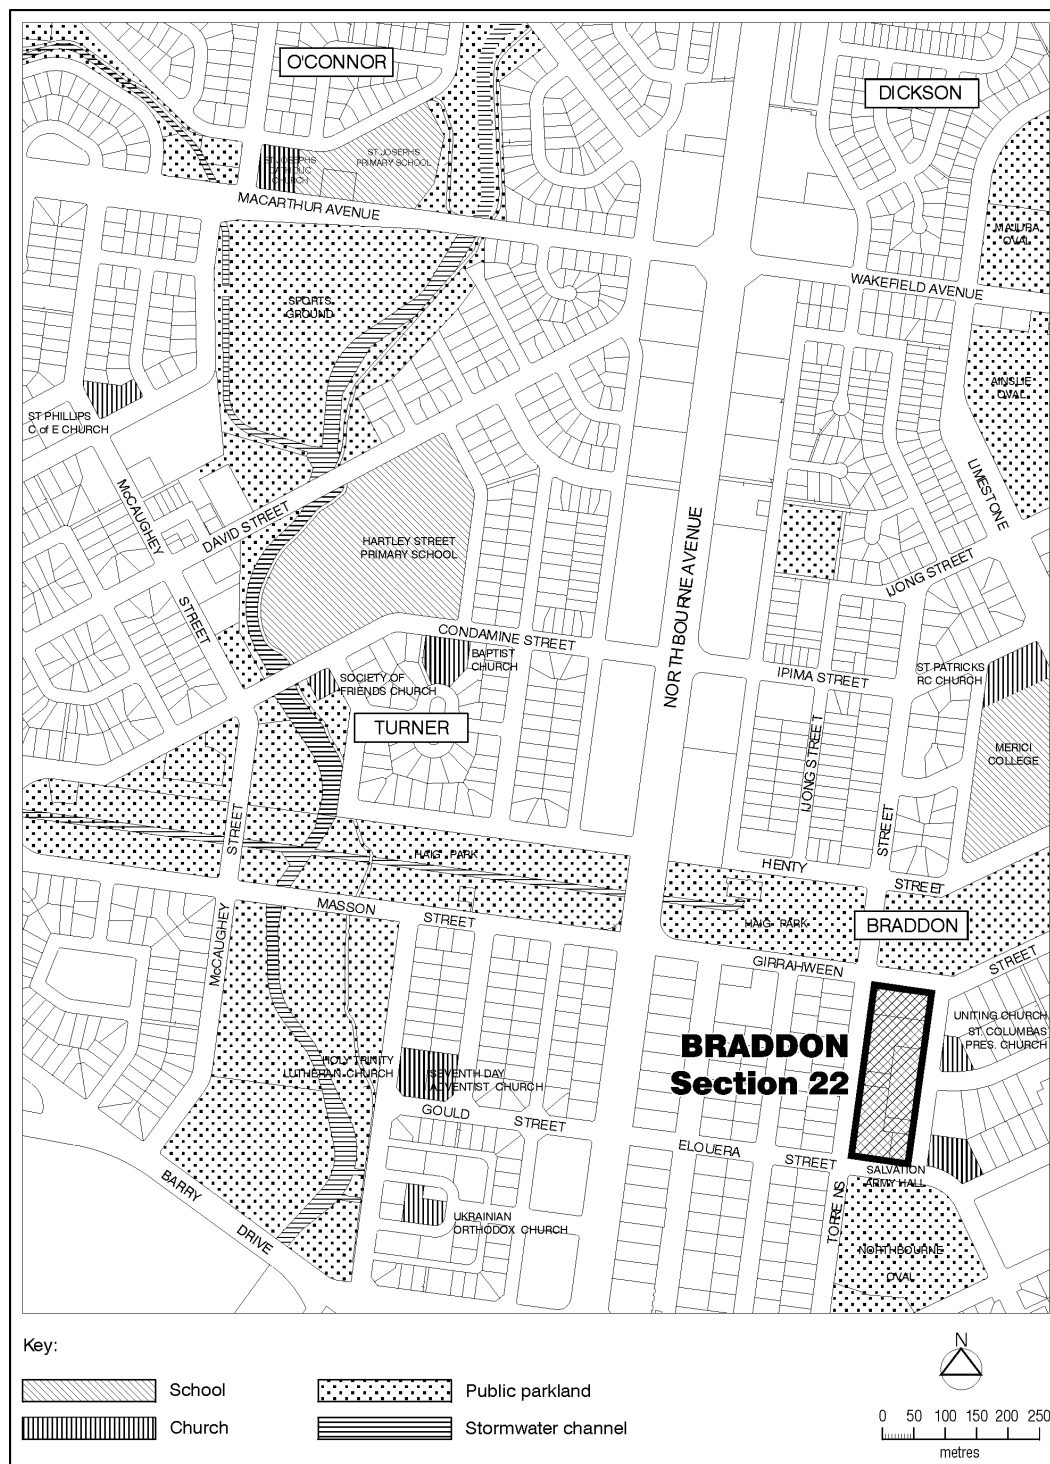 O'CONNOR
DICKSON
ST JOSEPHS
CATHOLIC
CHURCH
ST JOSEPHS
PRIMARY SCHOOL
MACARTHUR AVENUE
MAJURA
OVAL
WAKEFIELD AVENUE
SPORTS
GROUND
AINSLIE
OVAL
ST PHILLIPS
C of E CHURCH
McCAUGHEY
STREET
DAVID STREET
LIMESTONE
HARTLEY STREET
PRIMARY SCHOOL
NORTHBOURNE AVENUE
IJONG STREET
CONDAMINE STREET
BAPTIST
CHURCH
SOCIETY OF
FRIENDS CHURCH
IPIMA STREET
ST PATRICKS
RC CHURCH
TURNER
MERICI
COLLEGE
IJONG STREET
STREET
STREET
HAIG PARK
HENTY
STREET
MASSON
STREET
McCAUGHEY
HAIG PARK
BRADDON
GIRRAHWEEN
STREET
UNITING CHURCH
ST. COLUMBAS
PRES. CHURCH
BRADDON
Section 22
HOLY TRINITY
LUTHERAN CHURCH
SEVENTH DAY
ADVENTIST CHURCH
GOULD
STREET
ELOUERA
STREET
SALVATION
ARMY HALL
TORRENS
BARRY
DRIVE
UKRAINIAN
ORTHODOX CHURCH
NORTHBOURNE
OVAL
Key:
School
Public parkland
Church
Stormwater channel
N
0 50 100 150 200 250
metres